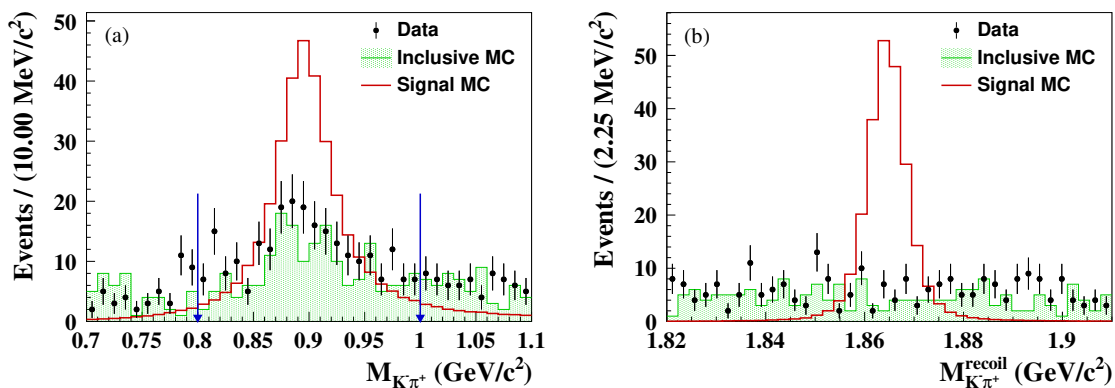 (a)
Data
Inclusive MC
Signal MC
Events / (10.00 MeV/c²)
50
40
30
20
10
0
0.7 0.75 0.8 0.85 0.9 0.95 1 1.05 1.1
M_{K⁻π⁺} (GeV/c²)
(b)
Data
Inclusive MC
Signal MC
Events / (2.25 MeV/c²)
50
40
30
20
10
0
1.82 1.84 1.86 1.88 1.9
M^{recoil}_{K⁻π⁺} (GeV/c²)